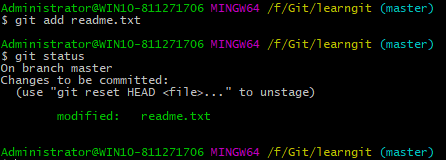 Administrator@WIN10-811271706 MINGW64 /f/Git/learngit (master)
$ git add readme.txt
Administrator@WIN10-811271706 MINGW64 /f/Git/learngit (master)
$ git status
On branch master
Changes to be committed:
  (use "git reset HEAD <file>..." to unstage)
        modified:   readme.txt
Administrator@WIN10-811271706 MINGW64 /f/Git/learngit (master)